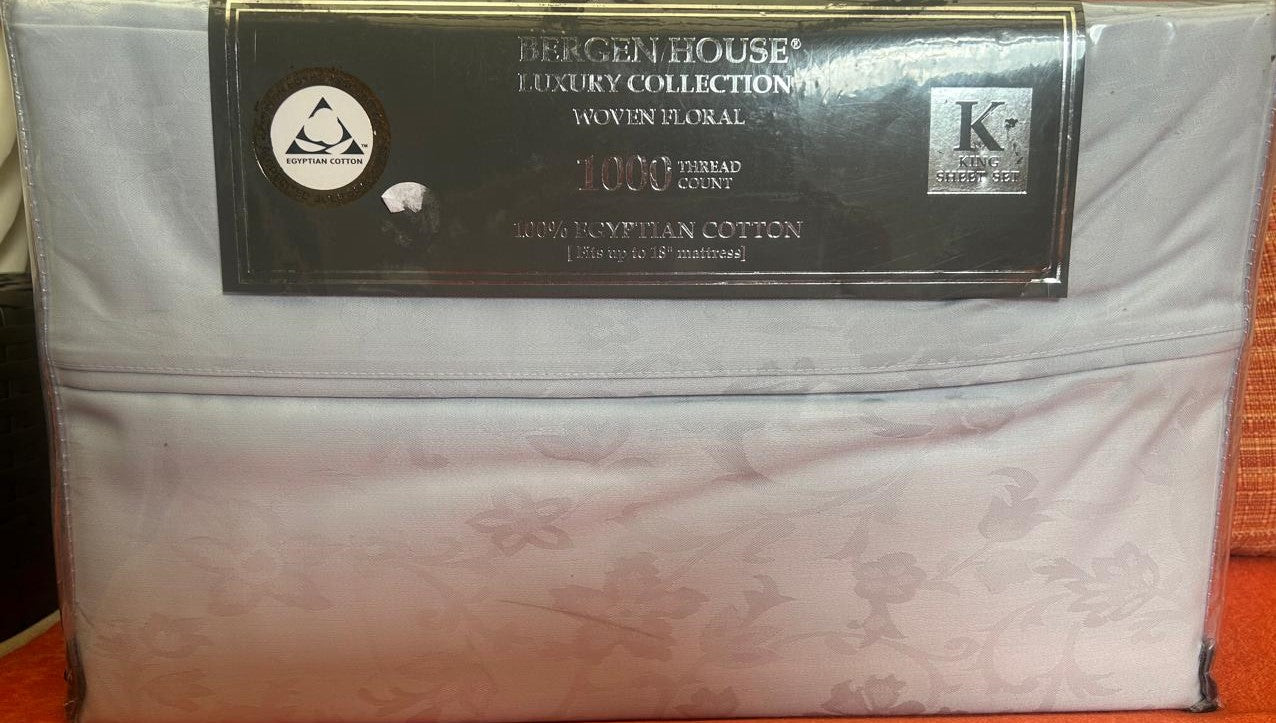 BERGEN HOUSE®
LUXURY COLLECTION
WOVEN FLORAL
1000 THREAD COUNT
100% EGYPTIAN COTTON
[Fits up to 18" mattress]
EGYPTIAN COTTON™
K
KING
SHEET SET